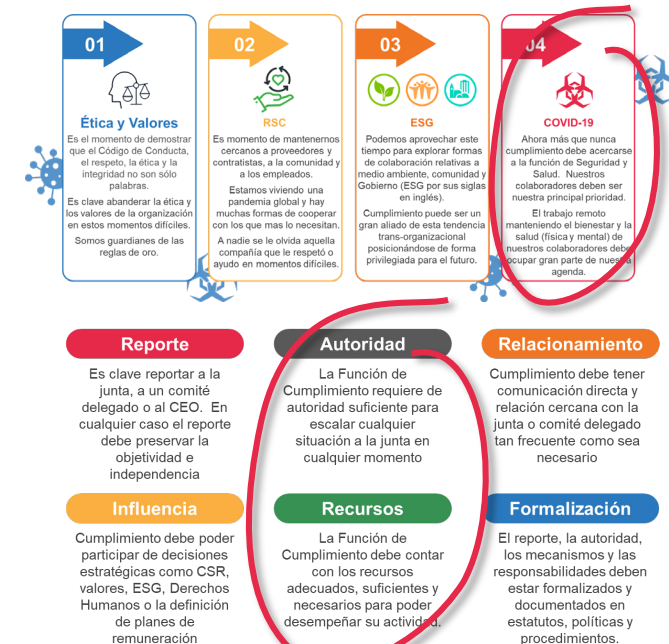 01
Ética y Valores
Es el momento de demostrar
que el Código de Conducta,
el respeto, la ética y la
integridad no son sólo
palabras.
Es clave abanderar la ética y
los valores de la organización
en estos momentos difíciles.
Somos guardianes de las
reglas de oro.
02
RSC
Es momento de mantenernos
cercanos a proveedores y
contratistas, a la comunidad y
a los empleados.
Estamos viviendo una
pandemia global y hay
muchas formas de cooperar
con los que mas lo necesitan.
A nadie se le olvida aquella
compañía que le respetó o
ayudo en momentos difíciles.
03
ESG
Podemos aprovechar este
tiempo para explorar formas
de colaboración relativas a
medio ambiente, comunidad y
Gobierno (ESG por sus siglas
en inglés).
Cumplimiento puede ser un
gran aliado de esta tendencia
trans-organizacional
posicionándose de forma
privilegiada para el futuro.
04
COVID-19
Ahora más que nunca
cumplimiento debe acercarse
a la función de Seguridad y
Salud. Nuestros
colaboradores deben ser
nuestra principal prioridad.
El trabajo remoto
manteniendo el bienestar y la
salud (física y mental) de
nuestros colaboradores debe
ocupar gran parte de nuestra
agenda.
Reporte
Es clave reportar a la
junta, a un comité
delegado o al CEO. En
cualquier caso el reporte
debe preservar la
objetividad e
independencia
Autoridad
La Función de
Cumplimiento requiere de
autoridad suficiente para
escalar cualquier
situación a la junta en
cualquier momento
Relacionamiento
Cumplimiento debe tener
comunicación directa y
relación cercana con la
junta o comité delegado
tan frecuente como sea
necesario
Influencia
Cumplimiento debe poder
participar de decisiones
estratégicas como CSR,
valores, ESG, Derechos
Humanos o la definición
de planes de
remuneración
Recursos
La Función de
Cumplimiento debe contar
con los recursos
adecuados, suficientes y
necesarios para poder
desempeñar su actividad.
Formalización
El reporte, la autoridad,
los mecanismos y las
responsabilidades deben
estar formalizados y
documentados en
estatutos, políticas y
procedimientos.